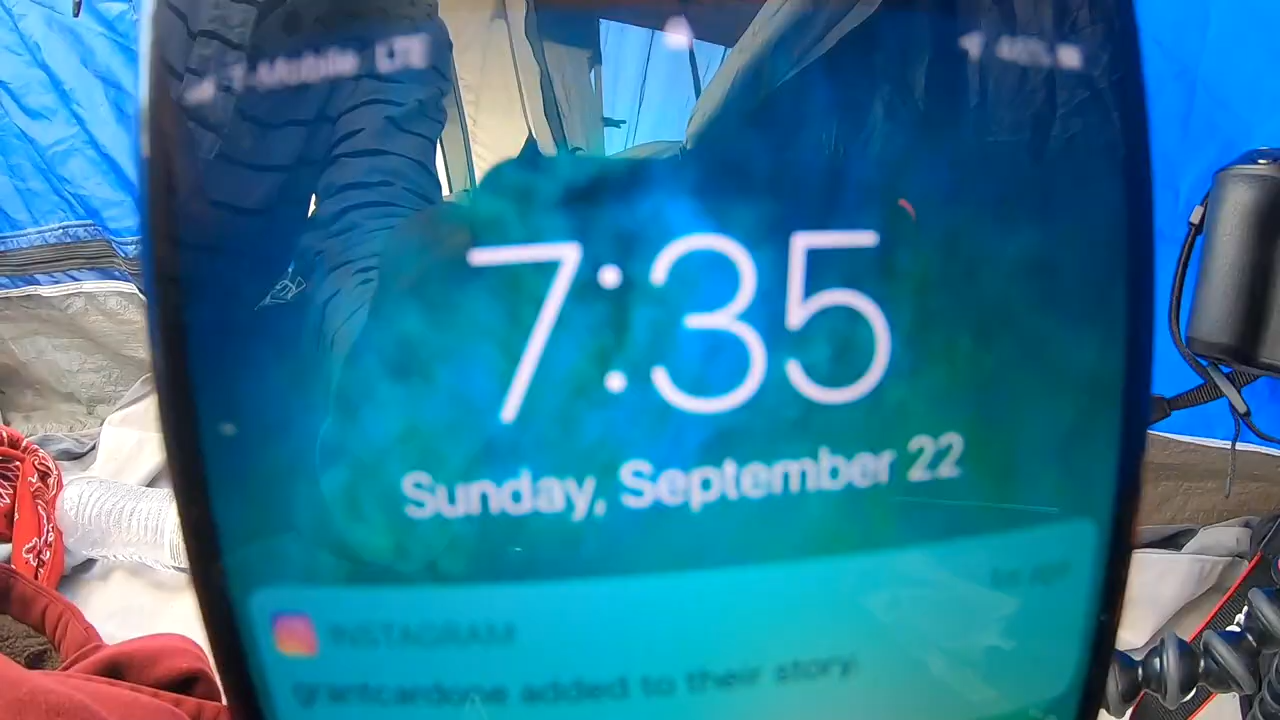 T-Mobile LTE
7:35
Sunday, September 22
INSTAGRAM
grantcardone added to their story.